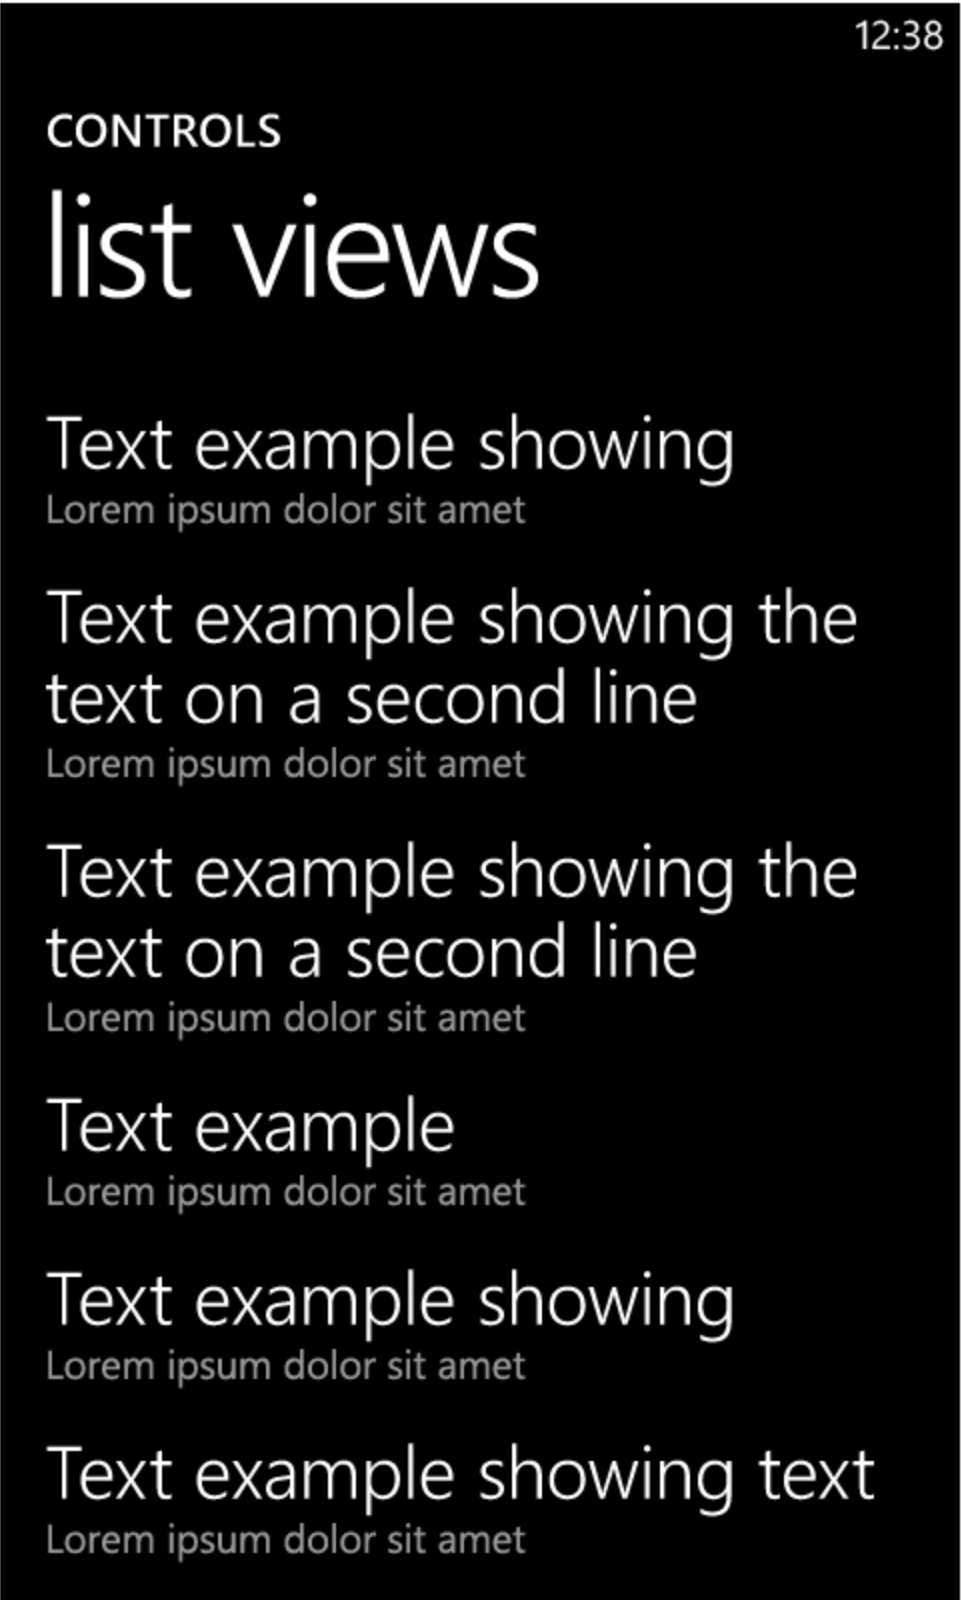 12:38
CONTROLS
list views
Text example showing
Lorem ipsum dolor sit amet
Text example showing the
text on a second line
Lorem ipsum dolor sit amet
Text example showing the
text on a second line
Lorem ipsum dolor sit amet
Text example
Lorem ipsum dolor sit amet
Text example showing
Lorem ipsum dolor sit amet
Text example showing text
Lorem ipsum dolor sit amet